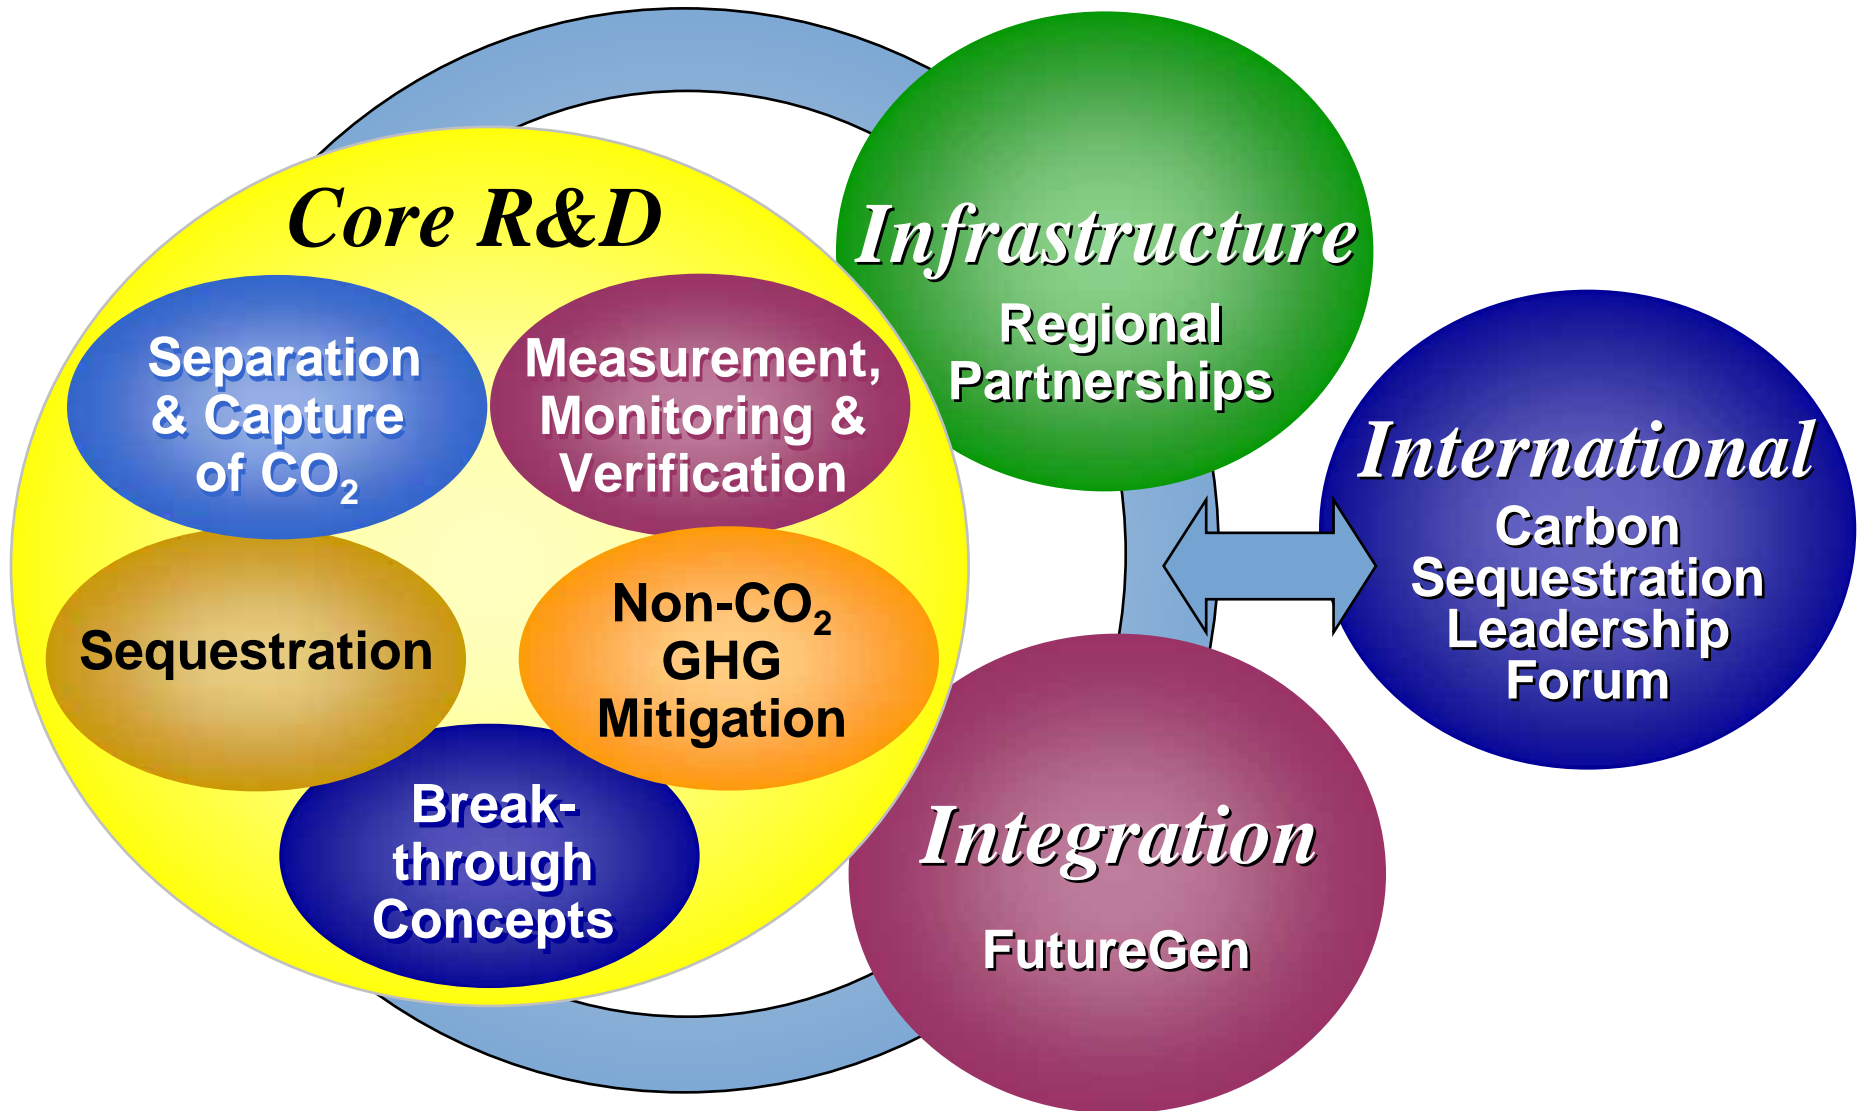 Core R&D
Separation
& Capture
of CO₂
Measurement,
Monitoring &
Verification
Sequestration
Non-CO₂
GHG
Mitigation
Break-
through
Concepts
Infrastructure
Regional
Partnerships
International
Carbon
Sequestration
Leadership
Forum
Integration
FutureGen